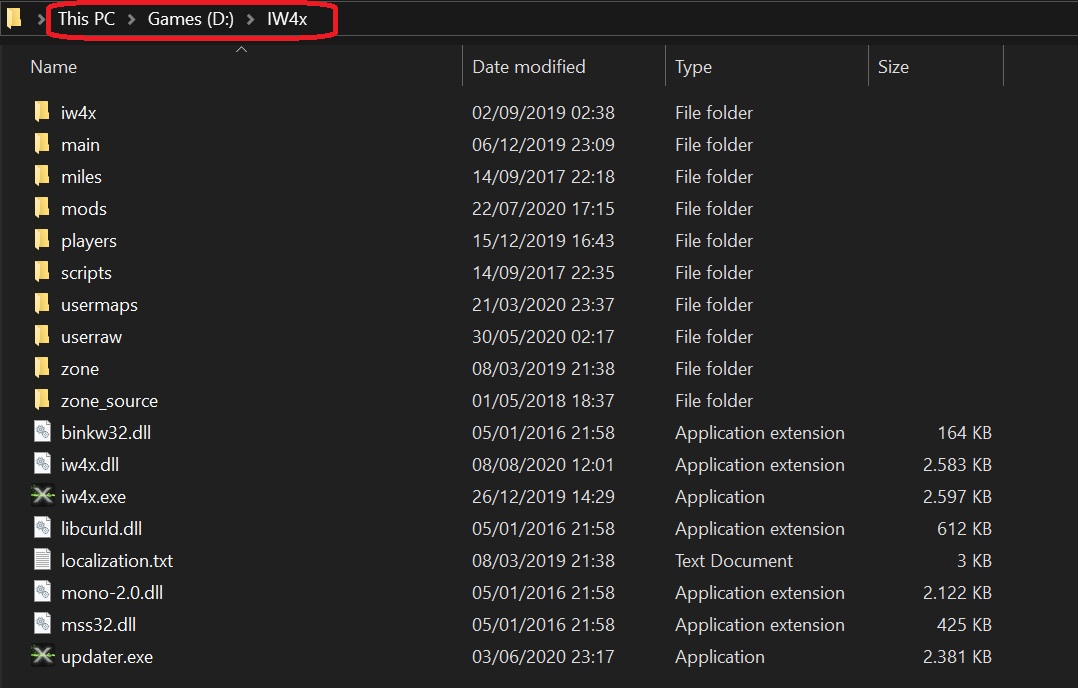 This PC > Games (D:) > IW4x
Name Date modified Type Size
iw4x 02/09/2019 02:38 File folder
main 06/12/2019 23:09 File folder
miles 14/09/2017 22:18 File folder
mods 22/07/2020 17:15 File folder
players 15/12/2019 16:43 File folder
scripts 14/09/2017 22:35 File folder
usermaps 21/03/2020 23:37 File folder
userraw 30/05/2020 02:17 File folder
zone 08/03/2019 21:38 File folder
zone_source 01/05/2018 18:37 File folder
binkw32.dll 05/01/2016 21:58 Application extension 164 KB
iw4x.dll 08/08/2020 12:01 Application extension 2.583 KB
iw4x.exe 26/12/2019 14:29 Application 2.597 KB
libcurld.dll 05/01/2016 21:58 Application extension 612 KB
localization.txt 08/03/2019 21:38 Text Document 3 KB
mono-2.0.dll 05/01/2016 21:58 Application extension 2.122 KB
mss32.dll 05/01/2016 21:58 Application extension 425 KB
updater.exe 03/06/2020 23:17 Application 2.381 KB